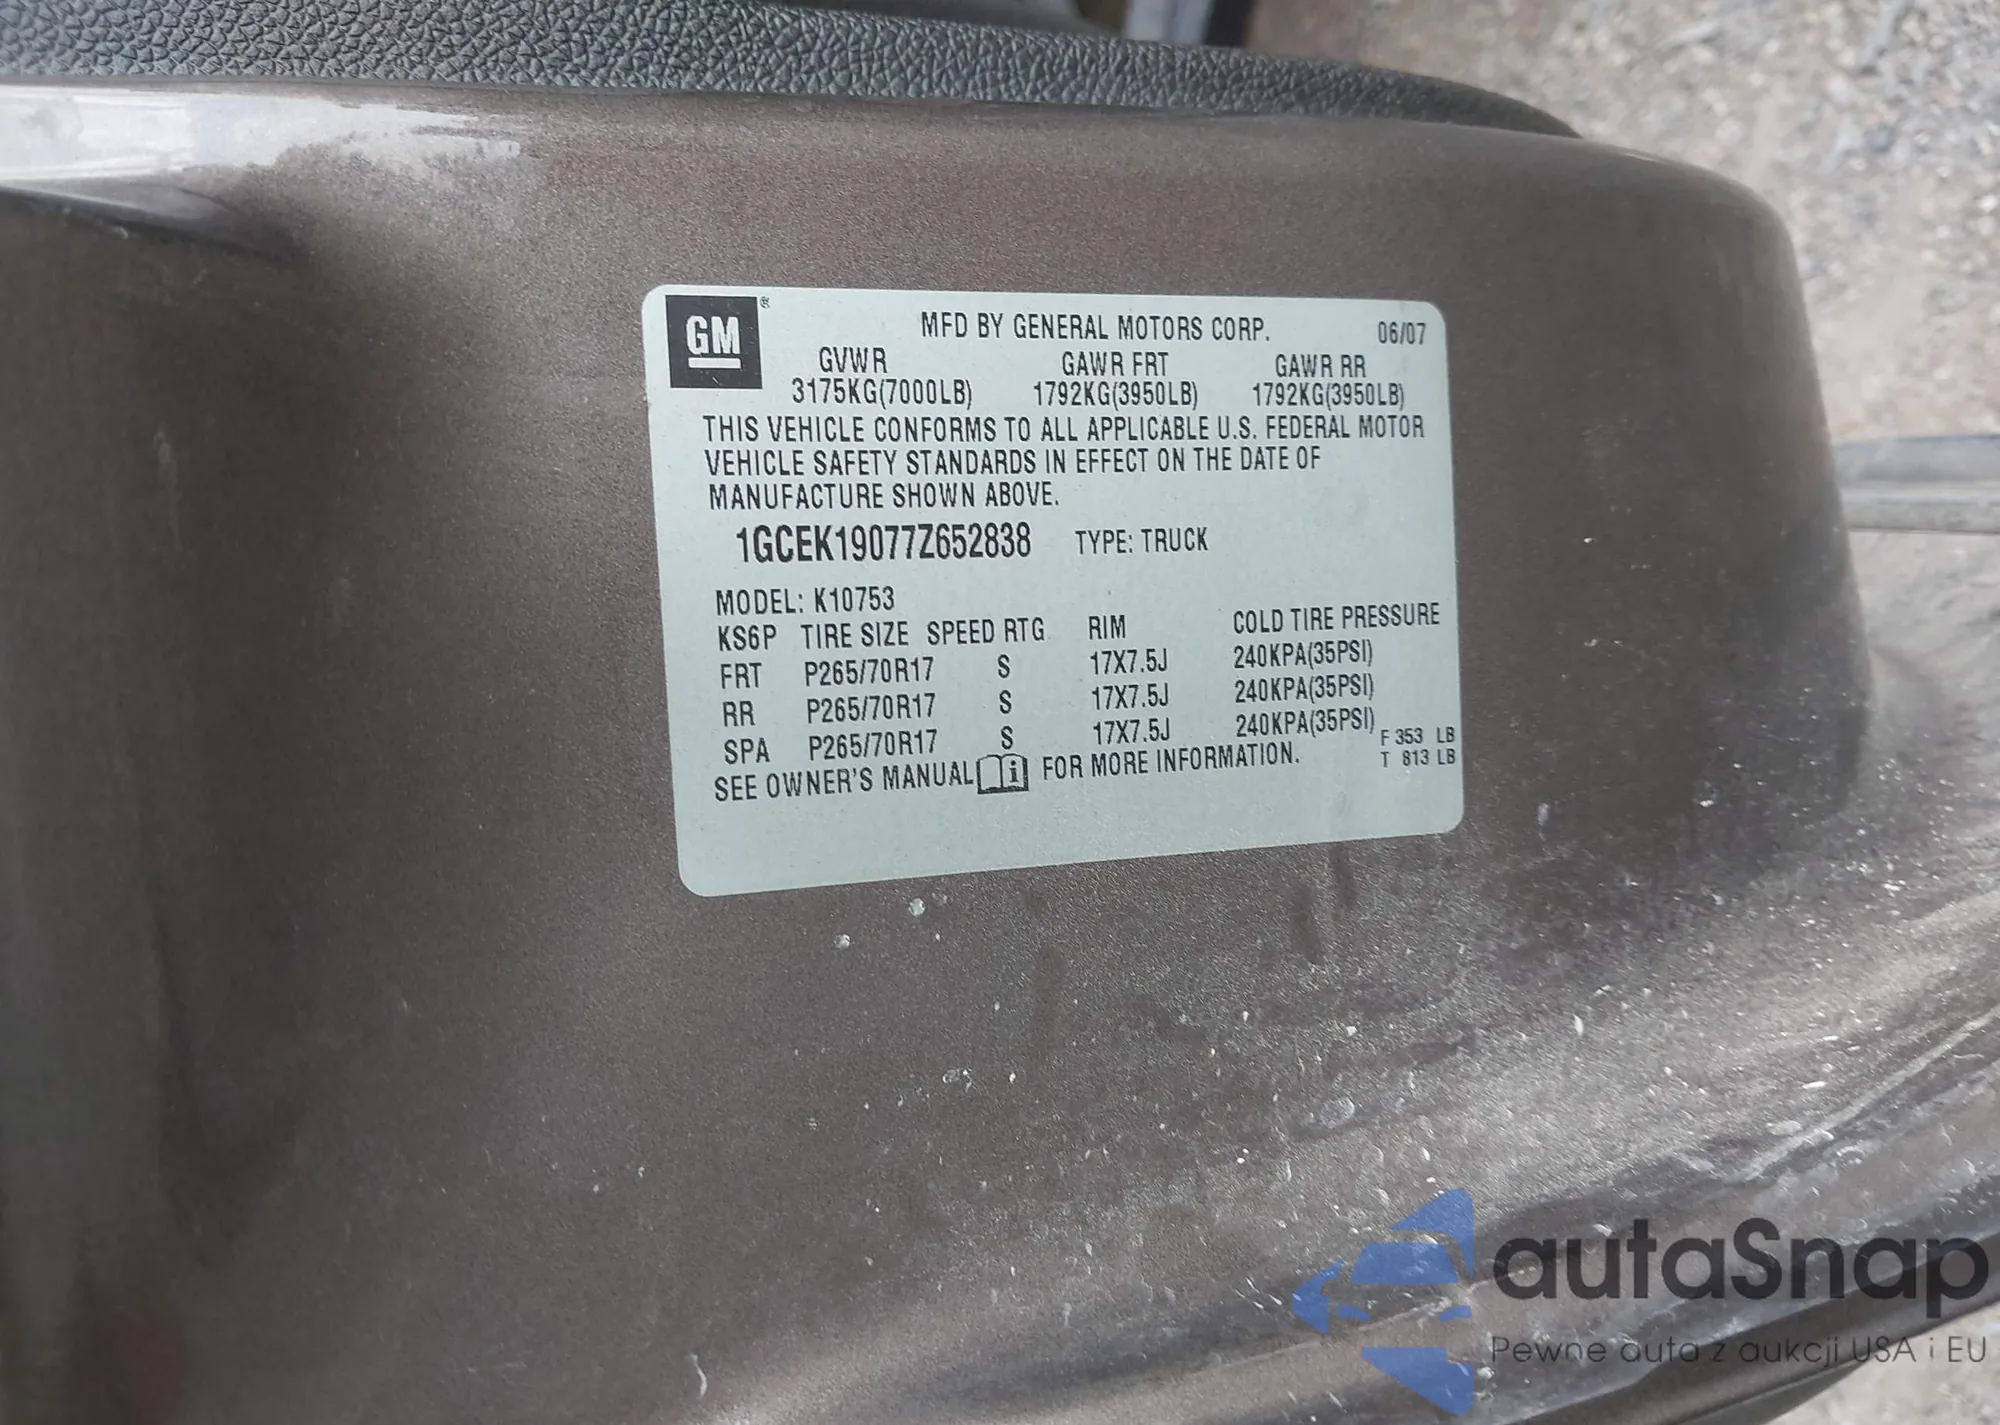 GM®
MFD BY GENERAL MOTORS CORP. 06/07
GVWR GAWR FRT GAWR RR
3175KG(7000LB) 1792KG(3950LB) 1792KG(3950LB)
THIS VEHICLE CONFORMS TO ALL APPLICABLE U.S. FEDERAL MOTOR
VEHICLE SAFETY STANDARDS IN EFFECT ON THE DATE OF
MANUFACTURE SHOWN ABOVE.
1GCEK19077Z652838 TYPE: TRUCK
MODEL: K10753
KS6P TIRE SIZE SPEED RTG RIM COLD TIRE PRESSURE
FRT P265/70R17 S 17X7.5J 240KPA(35PSI)
RR P265/70R17 S 17X7.5J 240KPA(35PSI)
SPA P265/70R17 S 17X7.5J 240KPA(35PSI)
F 353 LB
T 813 LB
SEE OWNER'S MANUAL i FOR MORE INFORMATION.
autaSnap
Pewne auta z aukcji USA i EU